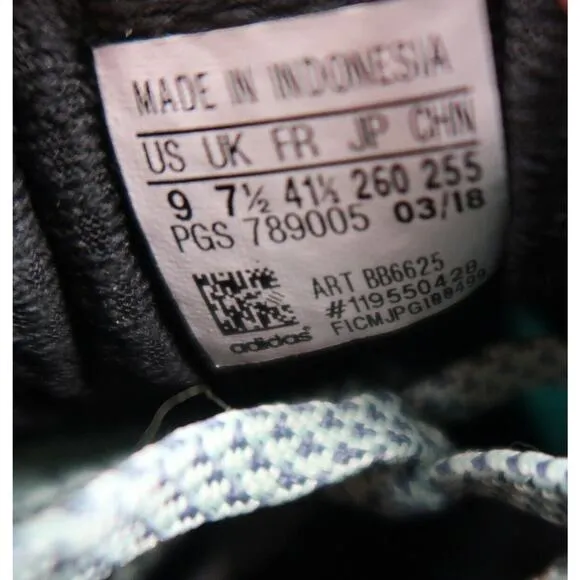 MADE IN INDONESIA
US UK FR JP CHN
9 7½ 41⅓ 260 255
PGS 789005 03/18
ART BB6625
#119550428
adidas